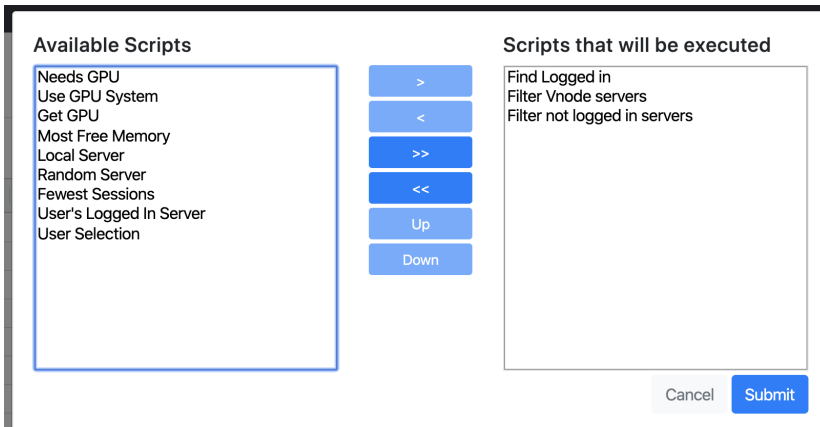 Available Scripts
Needs GPU
Use GPU System
Get GPU
Most Free Memory
Local Server
Random Server
Fewest Sessions
User's Logged In Server
User Selection
>
<
>>
<<
Up
Down
Scripts that will be executed
Find Logged in
Filter Vnode servers
Filter not logged in servers
Cancel
Submit